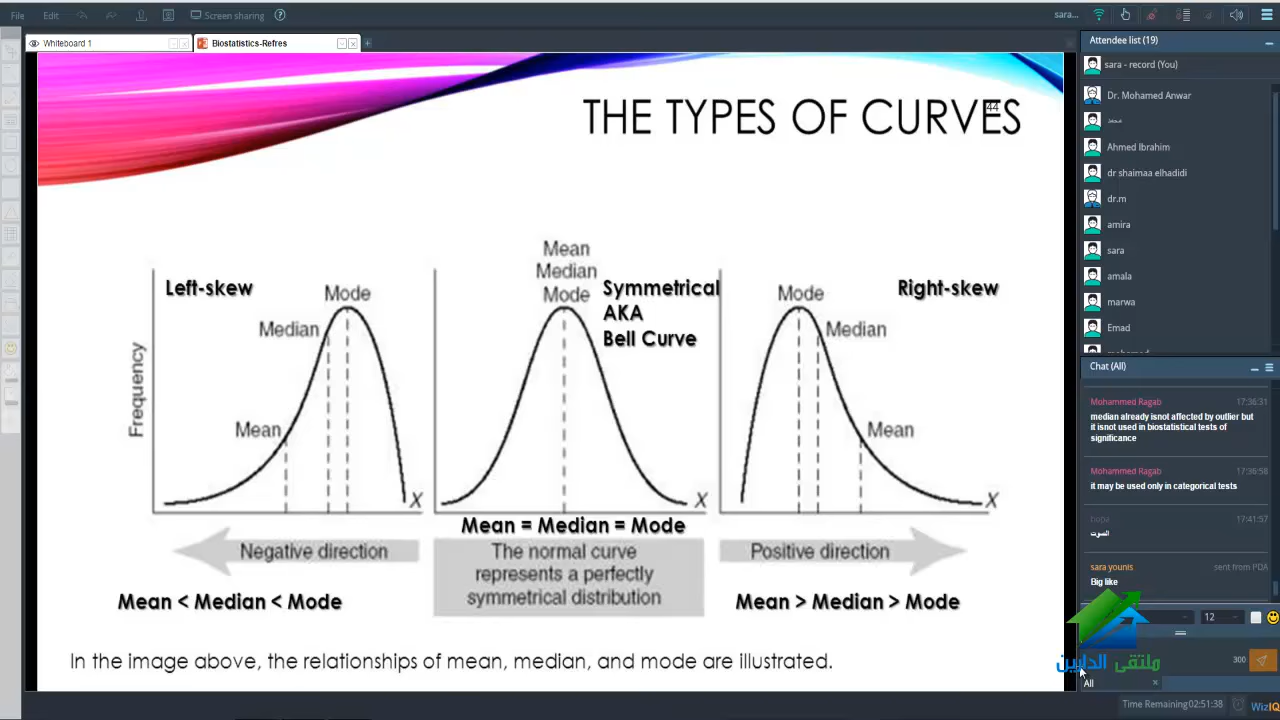 File Edit Screen sharing ? sara...
Whiteboard 1
Biostatistics-Refres
THE TYPES OF CURVES
44
Left-skew
Mode
Median
Mean
Frequency
X
Mean
Median
Mode
Symmetrical
AKA
Bell Curve
X
Right-skew
Mode
Median
Mean
X
Negative direction
Mean < Median < Mode
Mean = Median = Mode
The normal curve
represents a perfectly
symmetrical distribution
Positive direction
Mean > Median > Mode
In the image above, the relationships of mean, median, and mode are illustrated.
Attendee list (19)
sara - record (You)
Dr. Mohamed Anwar
Ahmed Ibrahim
dr shaimaa elhadidi
dr.m
amira
sara
amala
marwa
Emad
Chat (All)
Mohammed Ragab 17:36:31
median already isnot affected by outlier but
it isnot used in biostatistical tests of
significance
Mohammed Ragab 17:36:58
it may be used only in categorical tests
17:41:57
الصوت
sara younis sent from PDA
Big like
12
300
ملتقى الدارين
All
Time Remaining 02:51:38
WizIQ